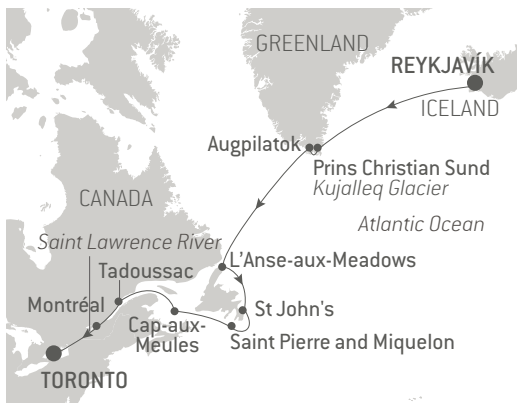 GREENLAND
REYKJAVÍK
ICELAND
Augpilatok
Prins Christian Sund
Kujalleq Glacier
CANADA
Atlantic Ocean
Saint Lawrence River
L'Anse-aux-Meadows
Tadoussac
Montréal
St John's
Cap-aux-
Meules
Saint Pierre and Miquelon
TORONTO